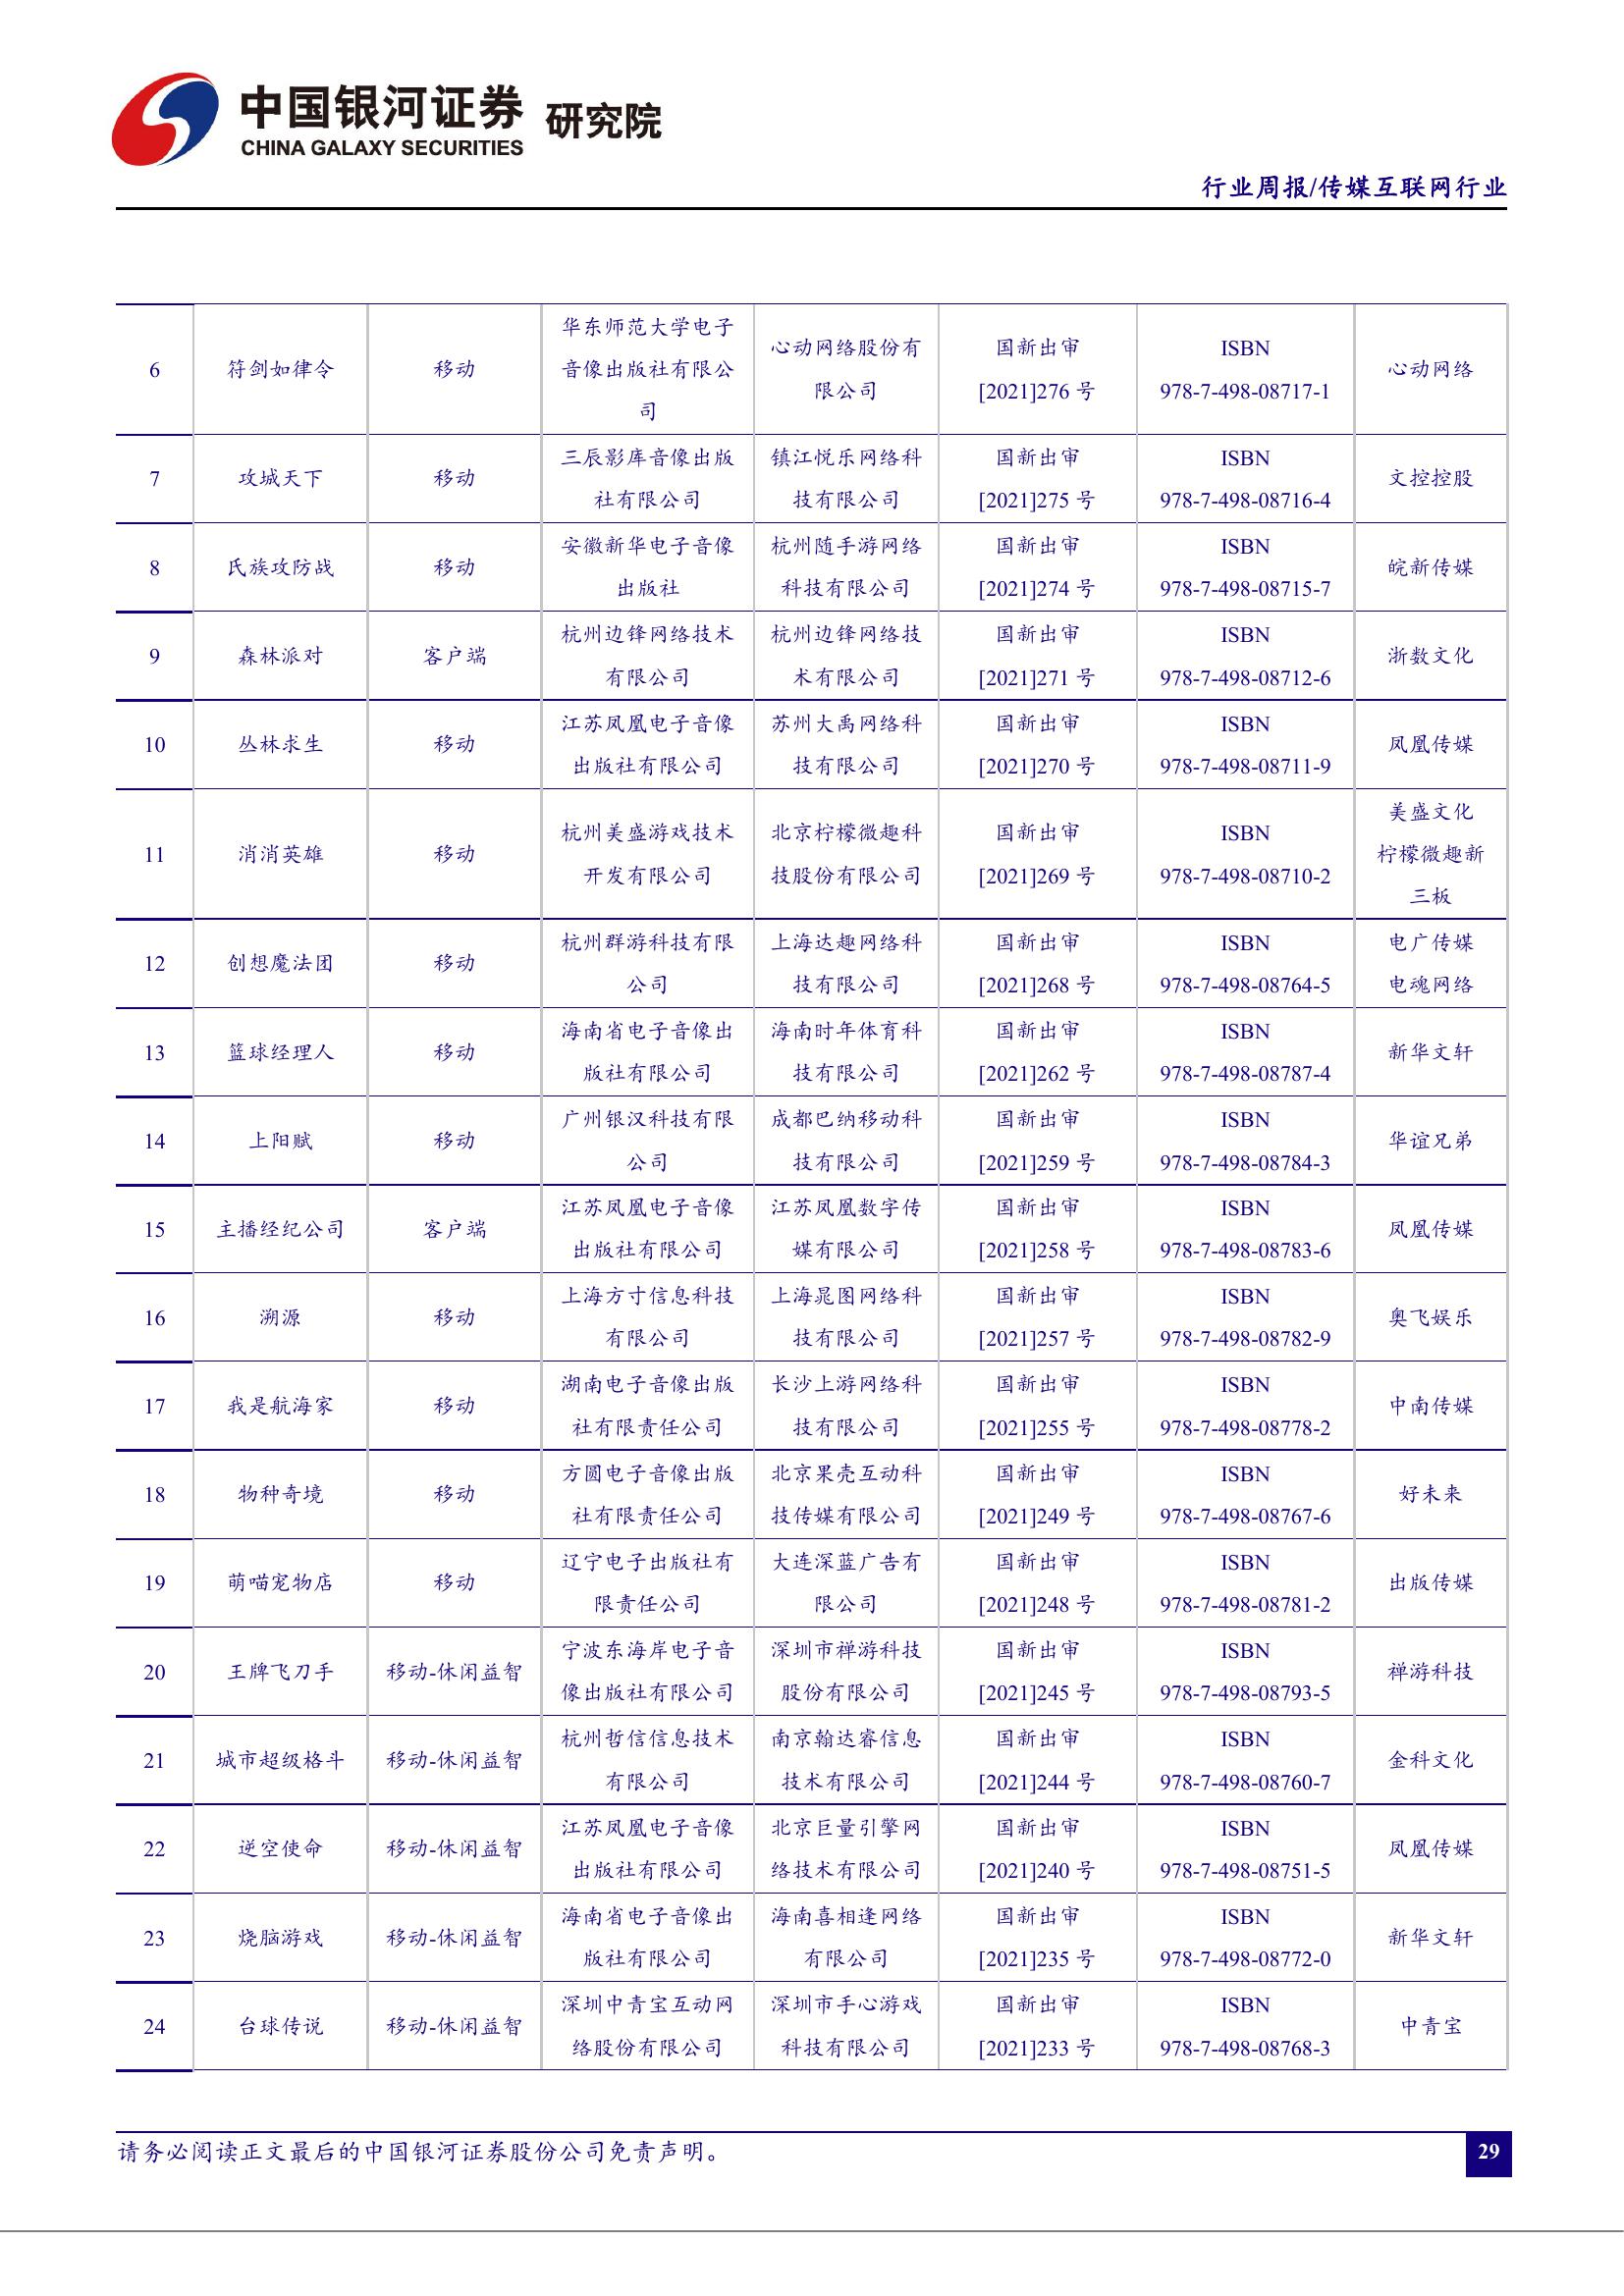 中国银河证券 研究院
CHINA GALAXY SECURITIES
行业周报/传媒互联网行业
6 符剑如律令 移动 华东师范大学电子音像出版社有限公司 心动网络股份有限公司 国新出审[2021]276 号 ISBN 978-7-498-08717-1 心动网络
7 攻城天下 移动 三辰影库音像出版社有限公司 镇江悦乐网络科技有限公司 国新出审[2021]275 号 ISBN 978-7-498-08716-4 文控控股
8 氏族攻防战 移动 安徽新华电子音像出版社 杭州随手游网络科技有限公司 国新出审[2021]274 号 ISBN 978-7-498-08715-7 皖新传媒
9 森林派对 客户端 杭州边锋网络技术有限公司 杭州边锋网络技术有限公司 国新出审[2021]271 号 ISBN 978-7-498-08712-6 浙数文化
10 丛林求生 移动 江苏凤凰电子音像出版社有限公司 苏州大禹网络科技有限公司 国新出审[2021]270 号 ISBN 978-7-498-08711-9 凤凰传媒
11 消消英雄 移动 杭州美盛游戏技术开发有限公司 北京柠檬微趣科技股份有限公司 国新出审[2021]269 号 ISBN 978-7-498-08710-2 美盛文化 柠檬微趣新三板
12 创想魔法团 移动 杭州群游科技有限公司 上海达趣网络科技有限公司 国新出审[2021]268 号 ISBN 978-7-498-08764-5 电广传媒 电魂网络
13 篮球经理人 移动 海南省电子音像出版社有限公司 海南时年体育科技有限公司 国新出审[2021]262 号 ISBN 978-7-498-08787-4 新华文轩
14 上阳赋 移动 广州银汉科技有限公司 成都巴纳移动科技有限公司 国新出审[2021]259 号 ISBN 978-7-498-08784-3 华谊兄弟
15 主播经纪公司 客户端 江苏凤凰电子音像出版社有限公司 江苏凤凰数字传媒有限公司 国新出审[2021]258 号 ISBN 978-7-498-08783-6 凤凰传媒
16 溯源 移动 上海方寸信息科技有限公司 上海晁图网络科技有限公司 国新出审[2021]257 号 ISBN 978-7-498-08782-9 奥飞娱乐
17 我是航海家 移动 湖南电子音像出版社有限责任公司 长沙上游网络科技有限公司 国新出审[2021]255 号 ISBN 978-7-498-08778-2 中南传媒
18 物种奇境 移动 方圆电子音像出版社有限责任公司 北京果壳互动科技传媒有限公司 国新出审[2021]249 号 ISBN 978-7-498-08767-6 好未来
19 萌喵宠物店 移动 辽宁电子出版社有限责任公司 大连深蓝广告有限公司 国新出审[2021]248 号 ISBN 978-7-498-08781-2 出版传媒
20 王牌飞刀手 移动-休闲益智 宁波东海岸电子音像出版社有限公司 深圳市禅游科技股份有限公司 国新出审[2021]245 号 ISBN 978-7-498-08793-5 禅游科技
21 城市超级格斗 移动-休闲益智 杭州哲信信息技术有限公司 南京翰达睿信息技术有限公司 国新出审[2021]244 号 ISBN 978-7-498-08760-7 金科文化
22 逆空使命 移动-休闲益智 江苏凤凰电子音像出版社有限公司 北京巨量引擎网络技术有限公司 国新出审[2021]240 号 ISBN 978-7-498-08751-5 凤凰传媒
23 烧脑游戏 移动-休闲益智 海南省电子音像出版社有限公司 海南喜相逢网络有限公司 国新出审[2021]235 号 ISBN 978-7-498-08772-0 新华文轩
24 台球传说 移动-休闲益智 深圳中青宝互动网络股份有限公司 深圳市手心游戏科技有限公司 国新出审[2021]233 号 ISBN 978-7-498-08768-3 中青宝
请务必阅读正文最后的中国银河证券股份公司免责声明。
29